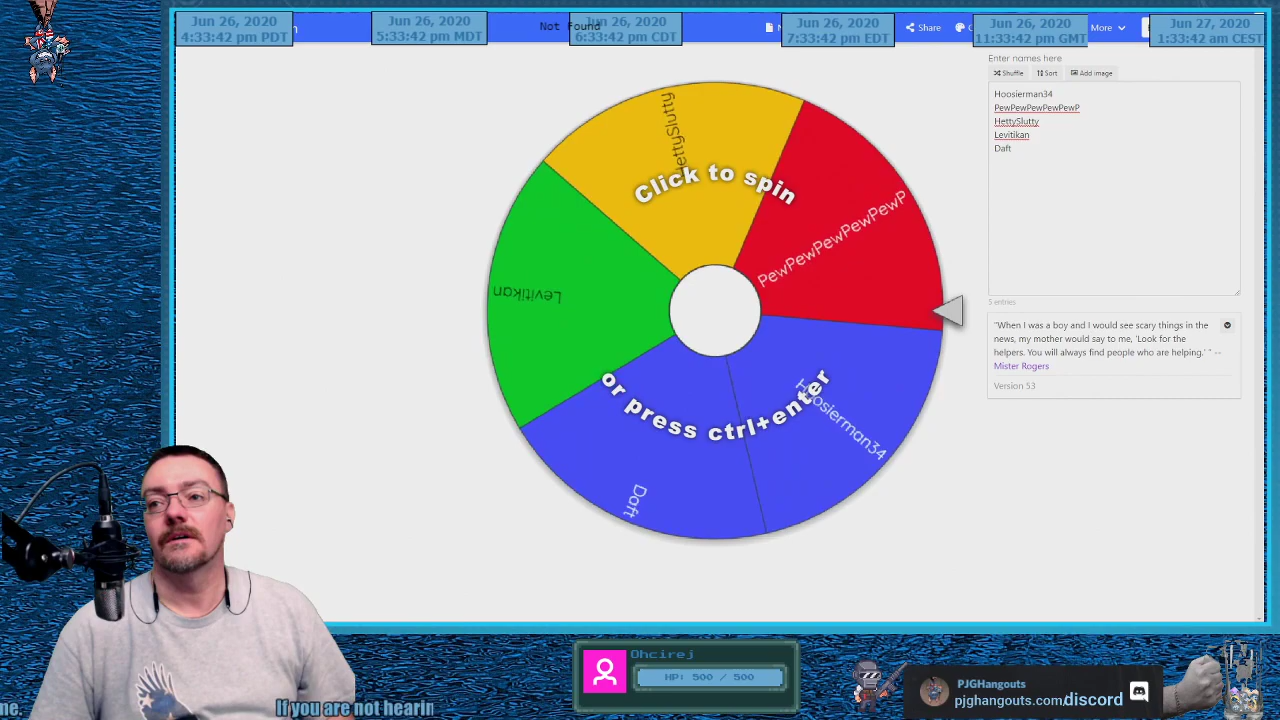 Jun 26, 2020
4:33:42 PDT
Jun 26, 2020
5:33:42 PM MDT
Not Found
Jun 26, 2020
6:33:42 PM CDT
Jun 26, 2020
7:33:42 PM EDT
Share
Jun 26, 2020
11:33:42 pm GMT
More
Jun 27, 2020
1:33:42 am CEST
Enter names here
Shuffle
Sort
Add image
Hoosierman34
PewPewPewPewPewP
HettySlutty
Levitikan
Daft
5 entries
"When I was a boy and I would see scary things in the
news, my mother would say to me, 'Look for the
helpers. You will always find people who are helping.' " --
Mister Rogers
Version 53
HettySlutty
PewPewPewPewPewP
Click to spin
Levitikan
or press ctrl+enter
Hoosierman34
Daft
Ohcirej
HP: 500 / 500
PJGHangouts
pjghangouts.com/discord
me.
If you are not hearin